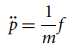 p̈ = 1/m f